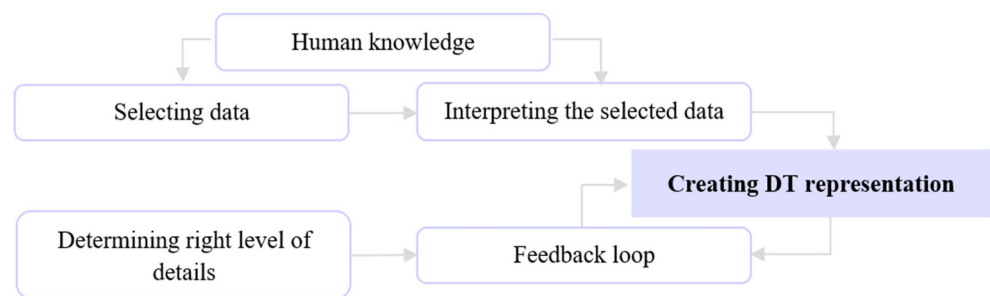 Human knowledge
Selecting data
Interpreting the selected data
Creating DT representation
Determining right level of
details
Feedback loop